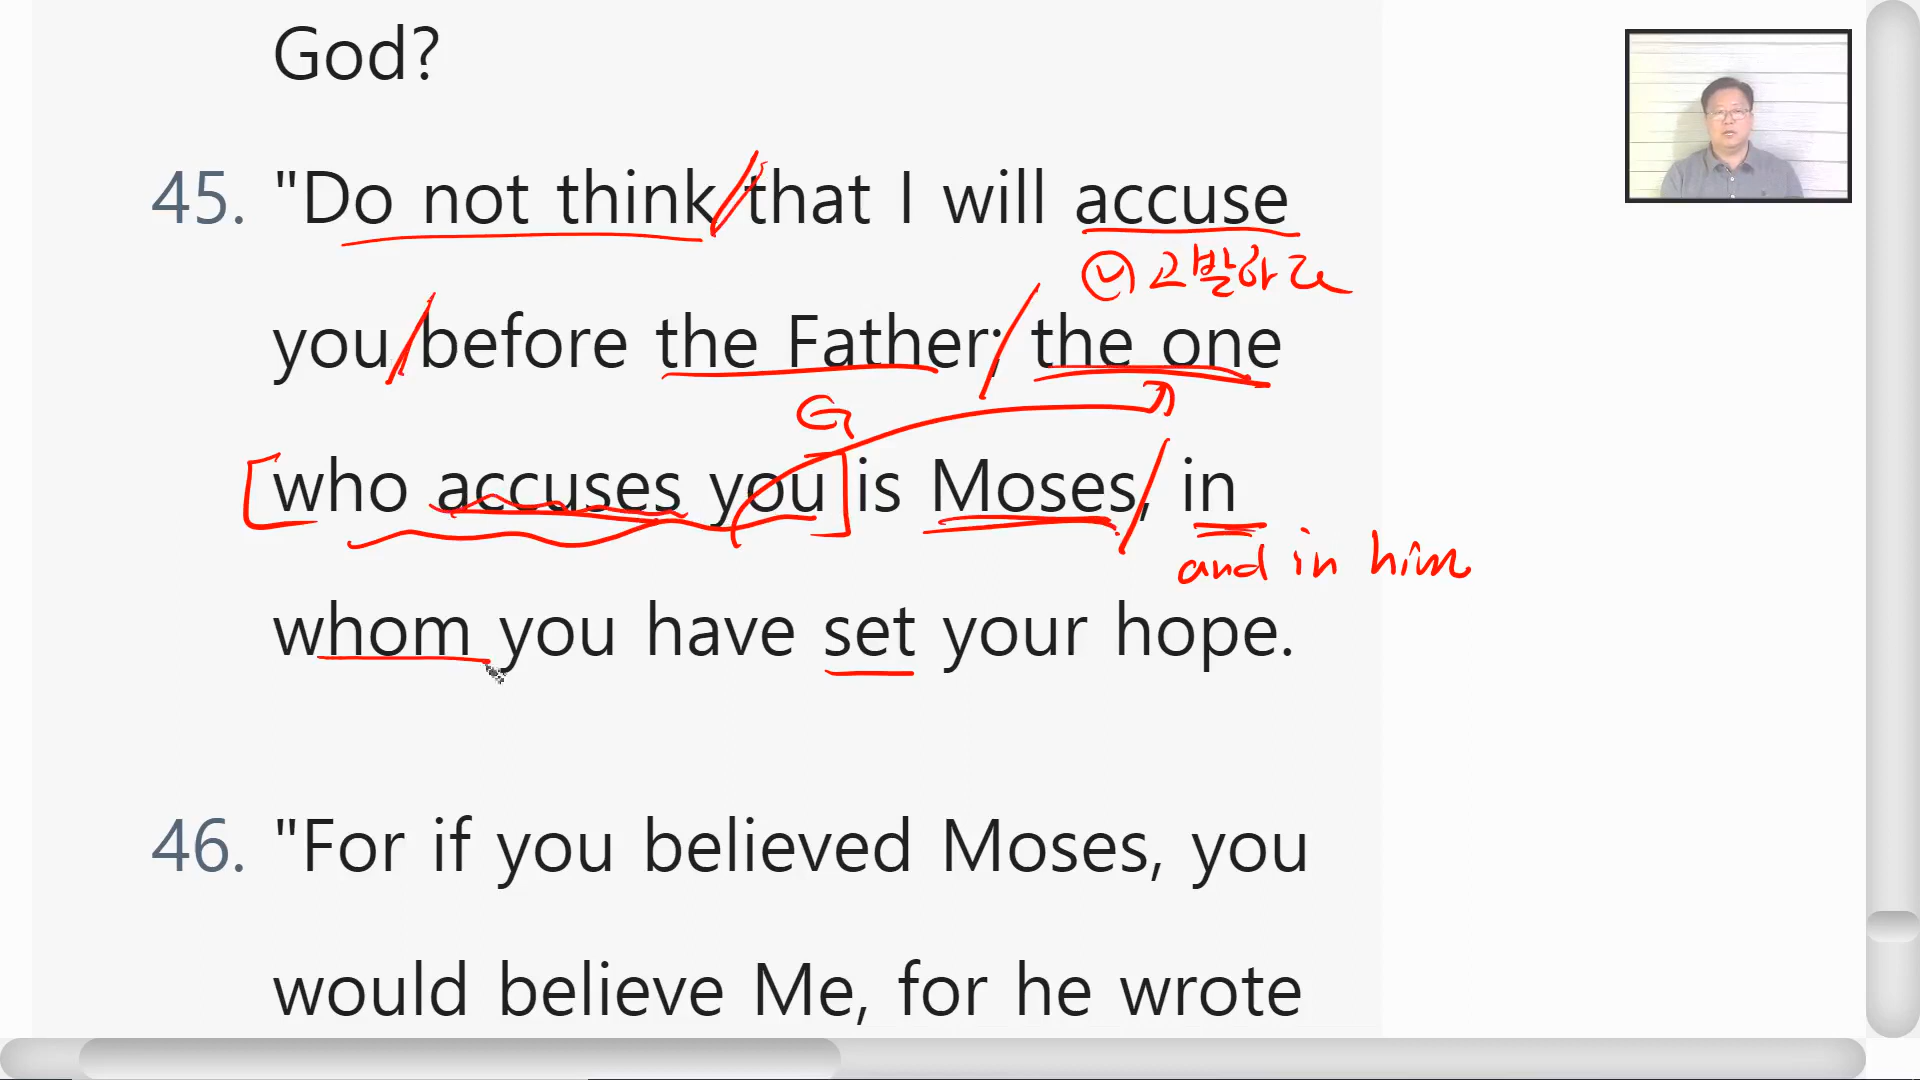 God?
45. "Do not think that I will accuse
ⓥ 고발하다
you before the Father; the one
G
who accuses you is Moses, in
and in him
whom you have set your hope.
46. "For if you believed Moses, you
would believe Me, for he wrote